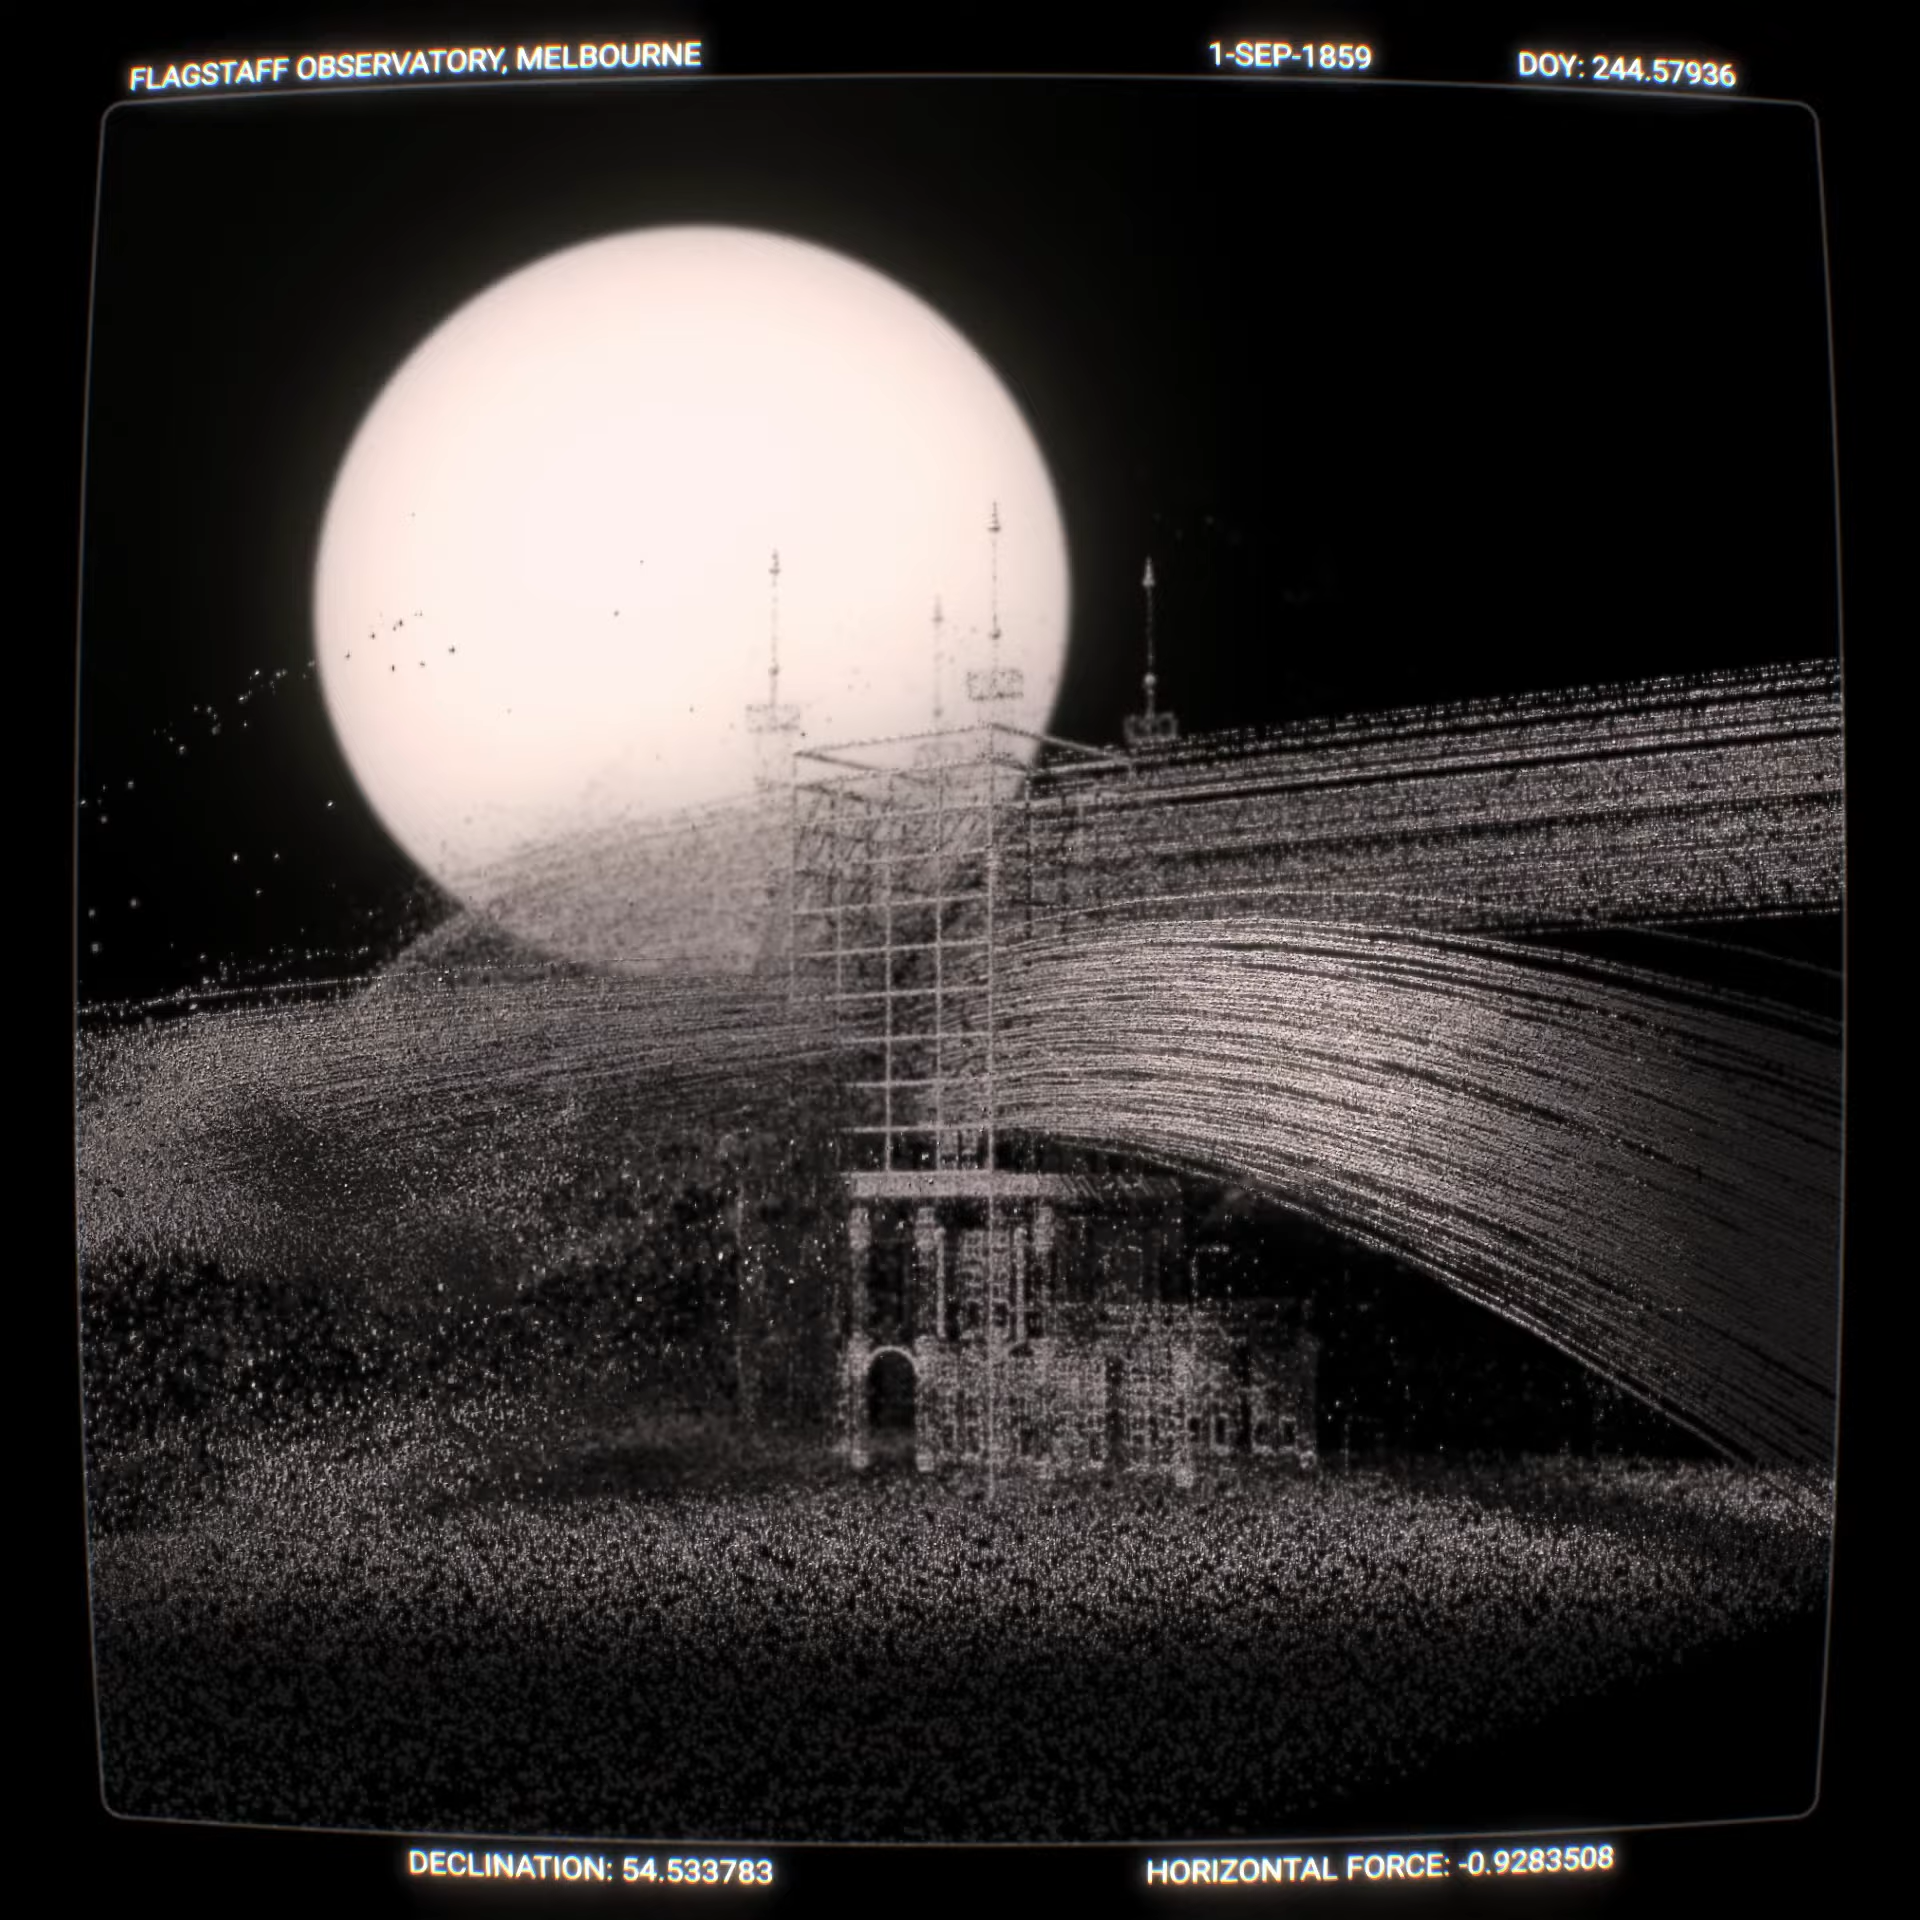 FLAGSTAFF OBSERVATORY, MELBOURNE
1-SEP-1859
DOY: 244.57936
DECLINATION: 54.533783
HORIZONTAL FORCE: -0.9283508